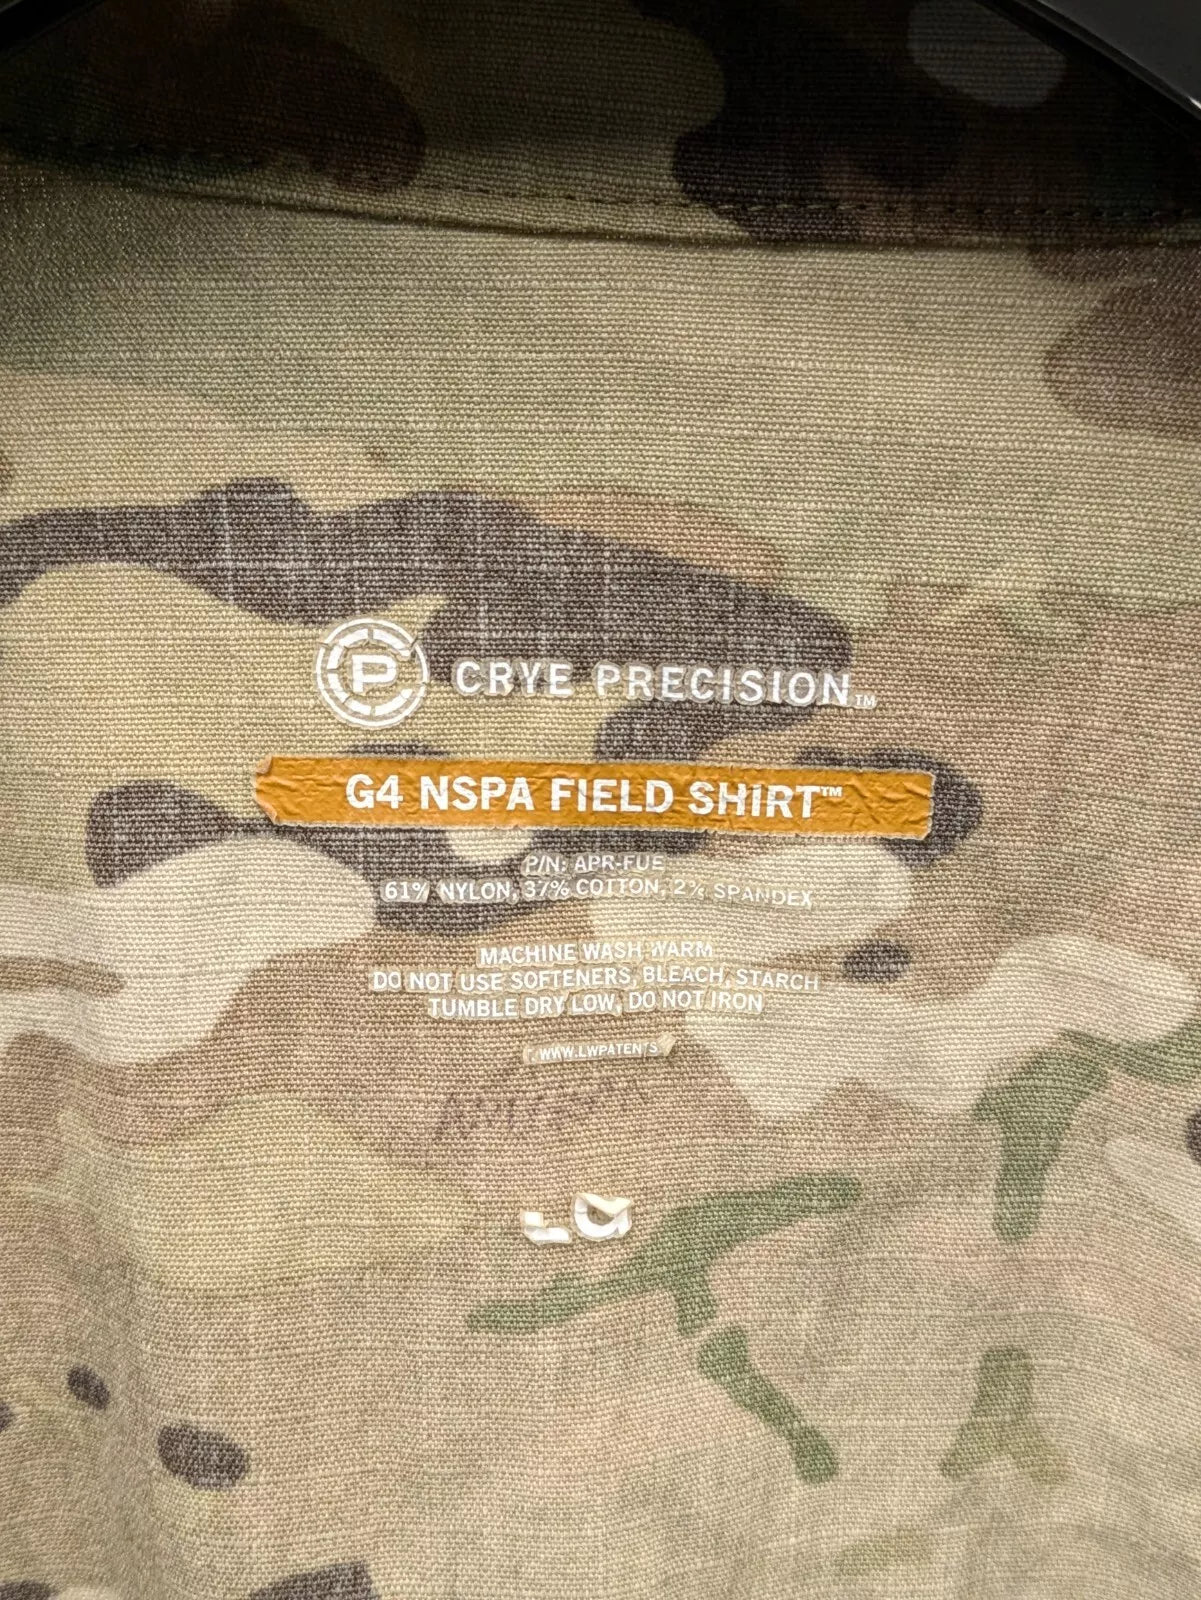 CP
CRYE PRECISION™
G4 NSPA FIELD SHIRT™
P/N: APR-FUE
61% NYLON, 37% COTTON, 2% SPANDEX
MACHINE WASH WARM
DO NOT USE SOFTENERS, BLEACH, STARCH
TUMBLE DRY LOW, DO NOT IRON
WWW.LWPATENTS